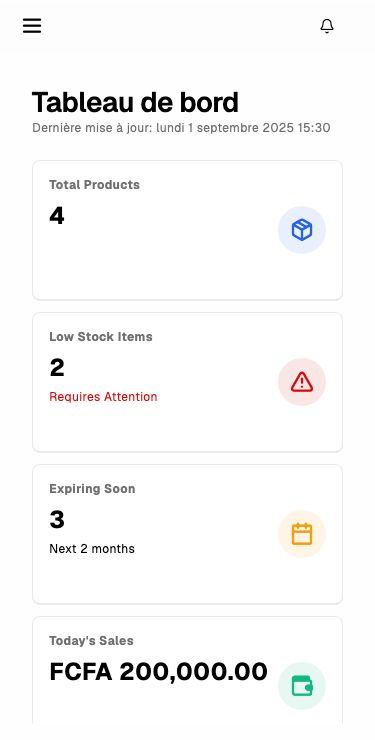 Tableau de bord
Dernière mise à jour: lundi 1 septembre 2025 15:30
Total Products
4
Low Stock Items
2
Requires Attention
Expiring Soon
3
Next 2 months
Today's Sales
FCFA 200,000.00